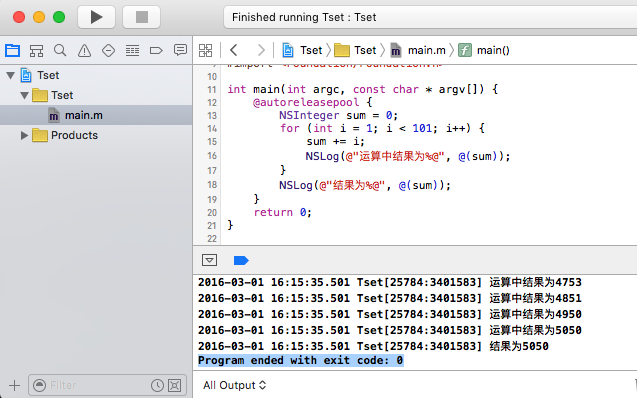 Finished running Tset : Tset
Tset
Tset
main.m
main()
Tset
Tset
main.m
Products
#import <Foundation/Foundation.h>
10
11 int main(int argc, const char * argv[]) {
12 @autoreleasepool {
13 NSInteger sum = 0;
14 for (int i = 1; i < 101; i++) {
15 sum += i;
16 NSLog(@"运算中结果为%@", @(sum));
17 }
18 NSLog(@"结果为%@", @(sum));
19 }
20 return 0;
21 }
22
2016-03-01 16:15:35.501 Tset[25784:3401583] 运算中结果为4753
2016-03-01 16:15:35.501 Tset[25784:3401583] 运算中结果为4851
2016-03-01 16:15:35.501 Tset[25784:3401583] 运算中结果为4950
2016-03-01 16:15:35.501 Tset[25784:3401583] 运算中结果为5050
2016-03-01 16:15:35.501 Tset[25784:3401583] 结果为5050
Program ended with exit code: 0
Filter
All Output